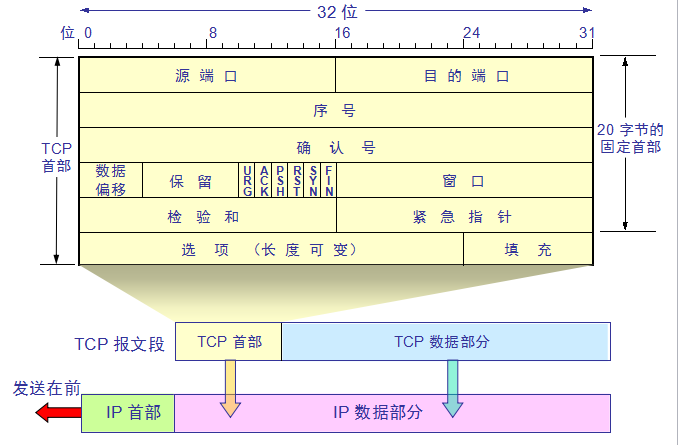 32 位
位 0 8 16 24 31
源 端 口 目 的 端 口
序 号
TCP
首部
20 字节的
固定首部
确 认 号
数据
偏移
保 留
URG
ACK
PSH
RST
SYN
FIN
窗 口
检 验 和 紧 急 指 针
选 项 （长 度 可 变） 填 充
TCP 报文段 TCP 首部 TCP 数据部分
发送在前
IP 首部 IP 数据部分